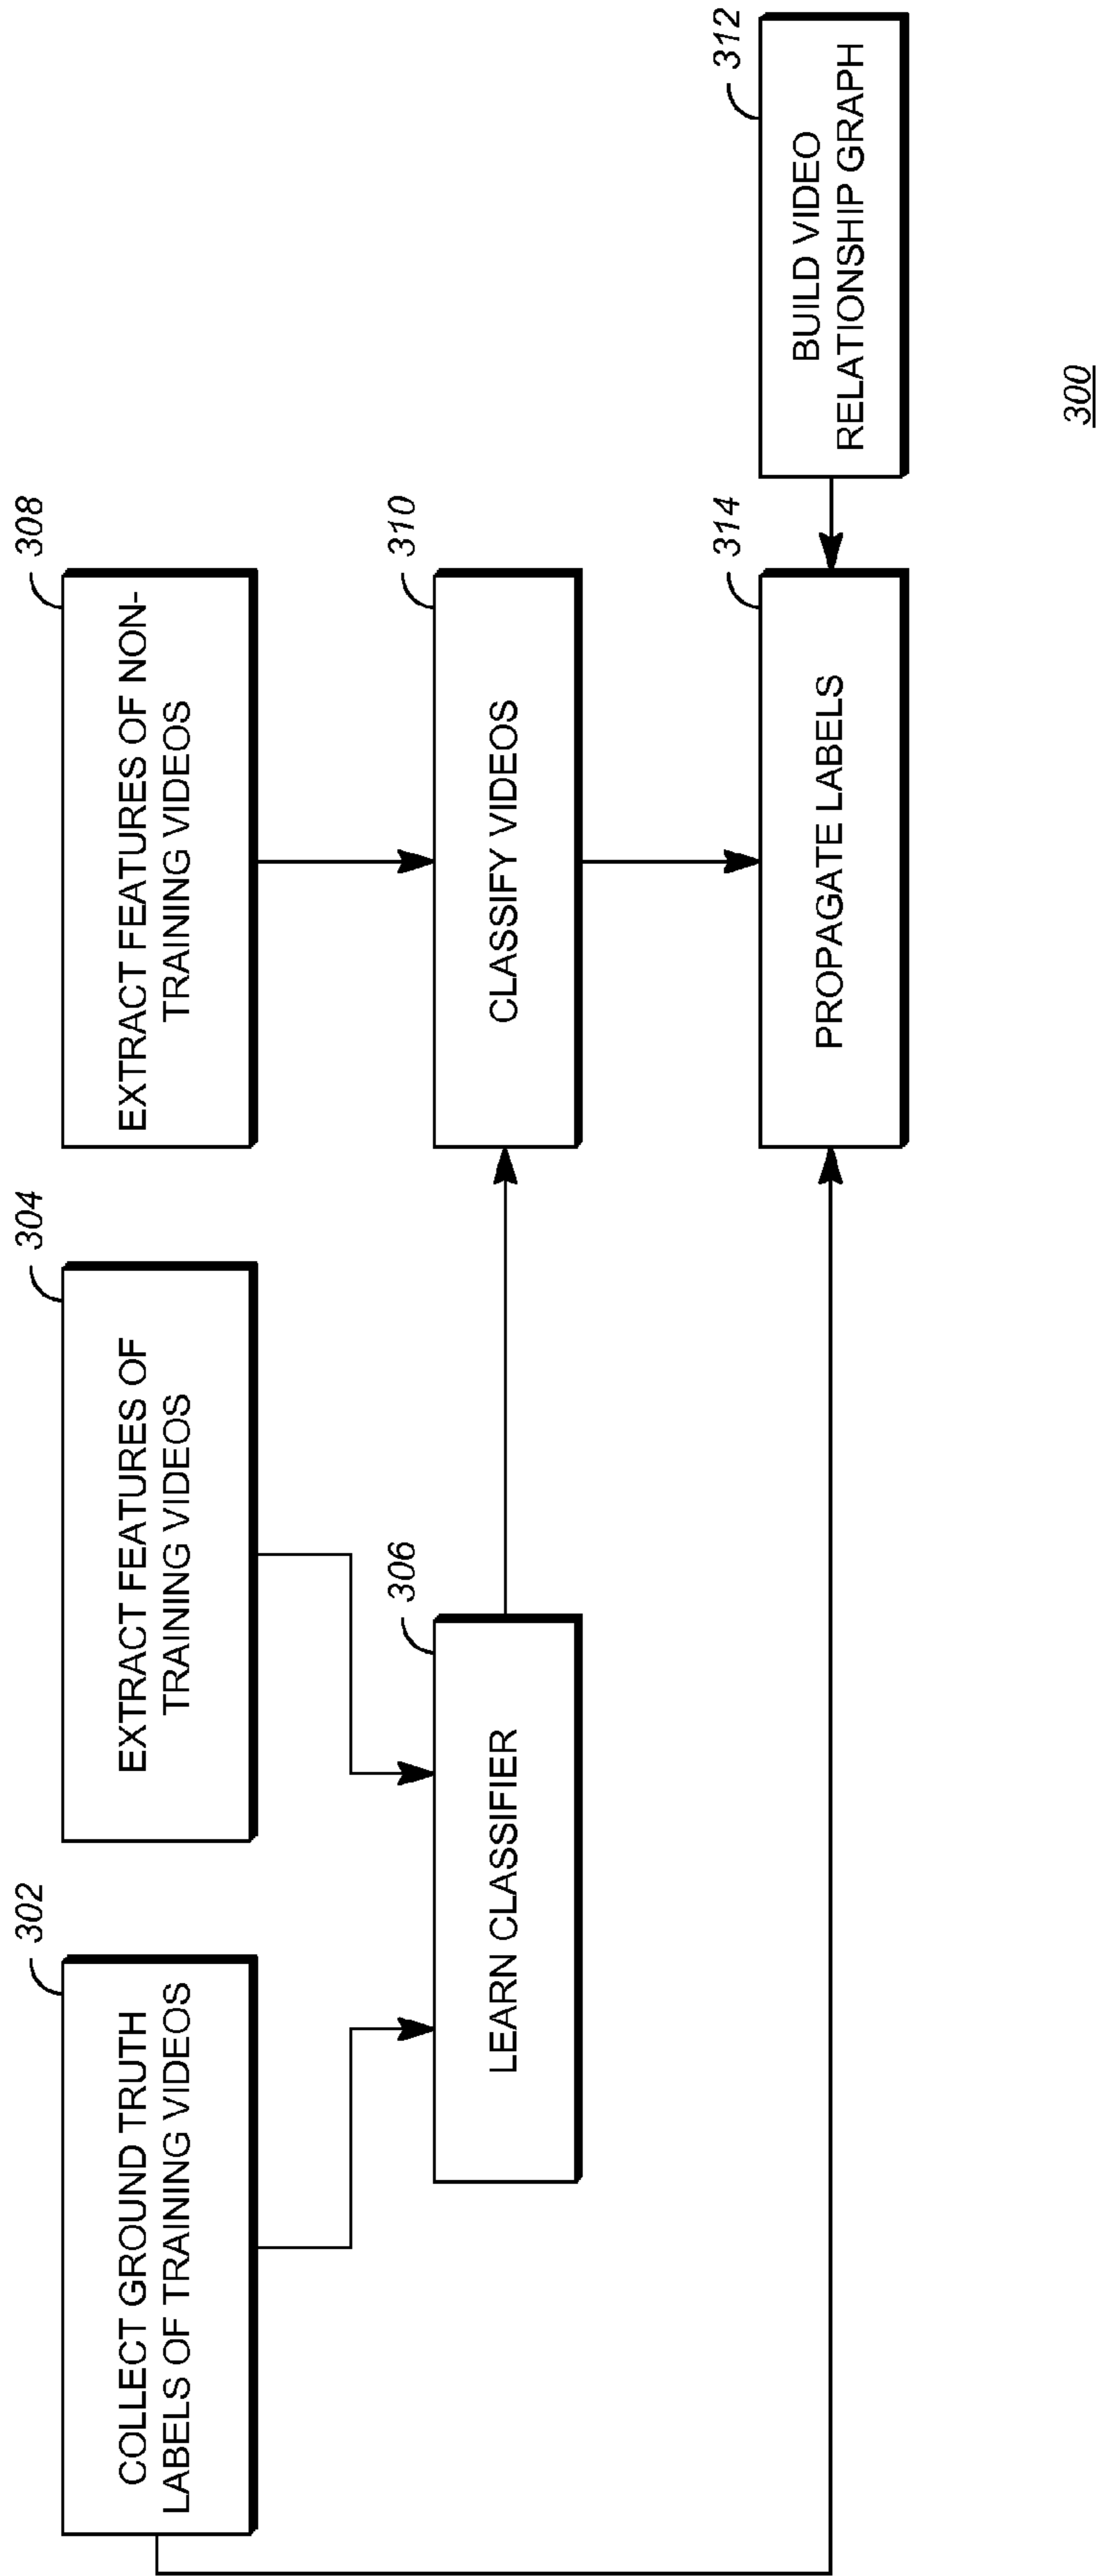 302
COLLECT GROUND TRUTH
LABELS OF TRAINING VIDEOS
304
EXTRACT FEATURES OF
TRAINING VIDEOS
308
EXTRACT FEATURES OF NON-
TRAINING VIDEOS
306
LEARN CLASSIFIER
310
CLASSIFY VIDEOS
314
PROPAGATE LABELS
312
BUILD VIDEO
RELATIONSHIP GRAPH
300